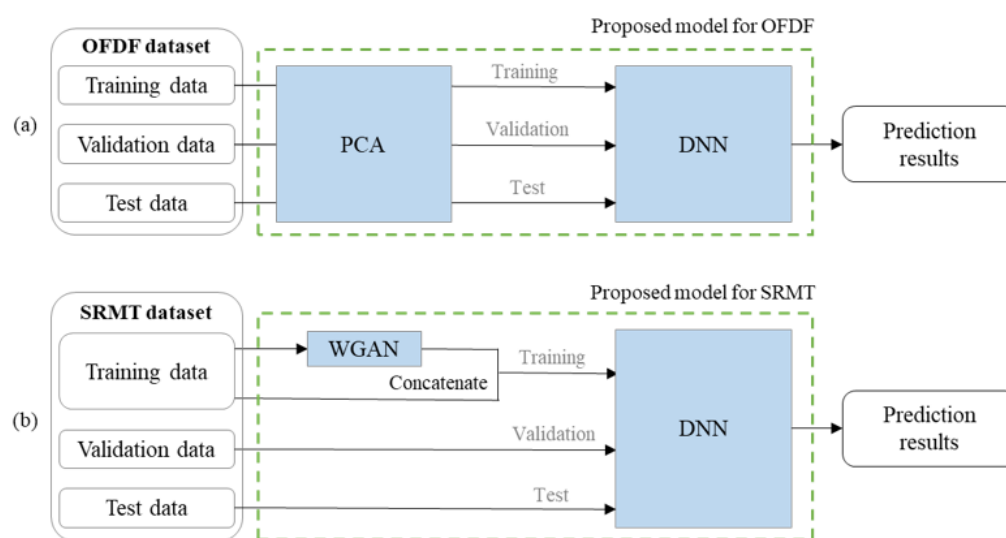 Proposed model for OFDF
OFDF dataset
(a)
Training data
Validation data
Test data
PCA
Training
Validation
Test
DNN
Prediction
results
Proposed model for SRMT
SRMT dataset
(b)
Training data
Validation data
Test data
WGAN
Concatenate
Training
Validation
Test
DNN
Prediction
results